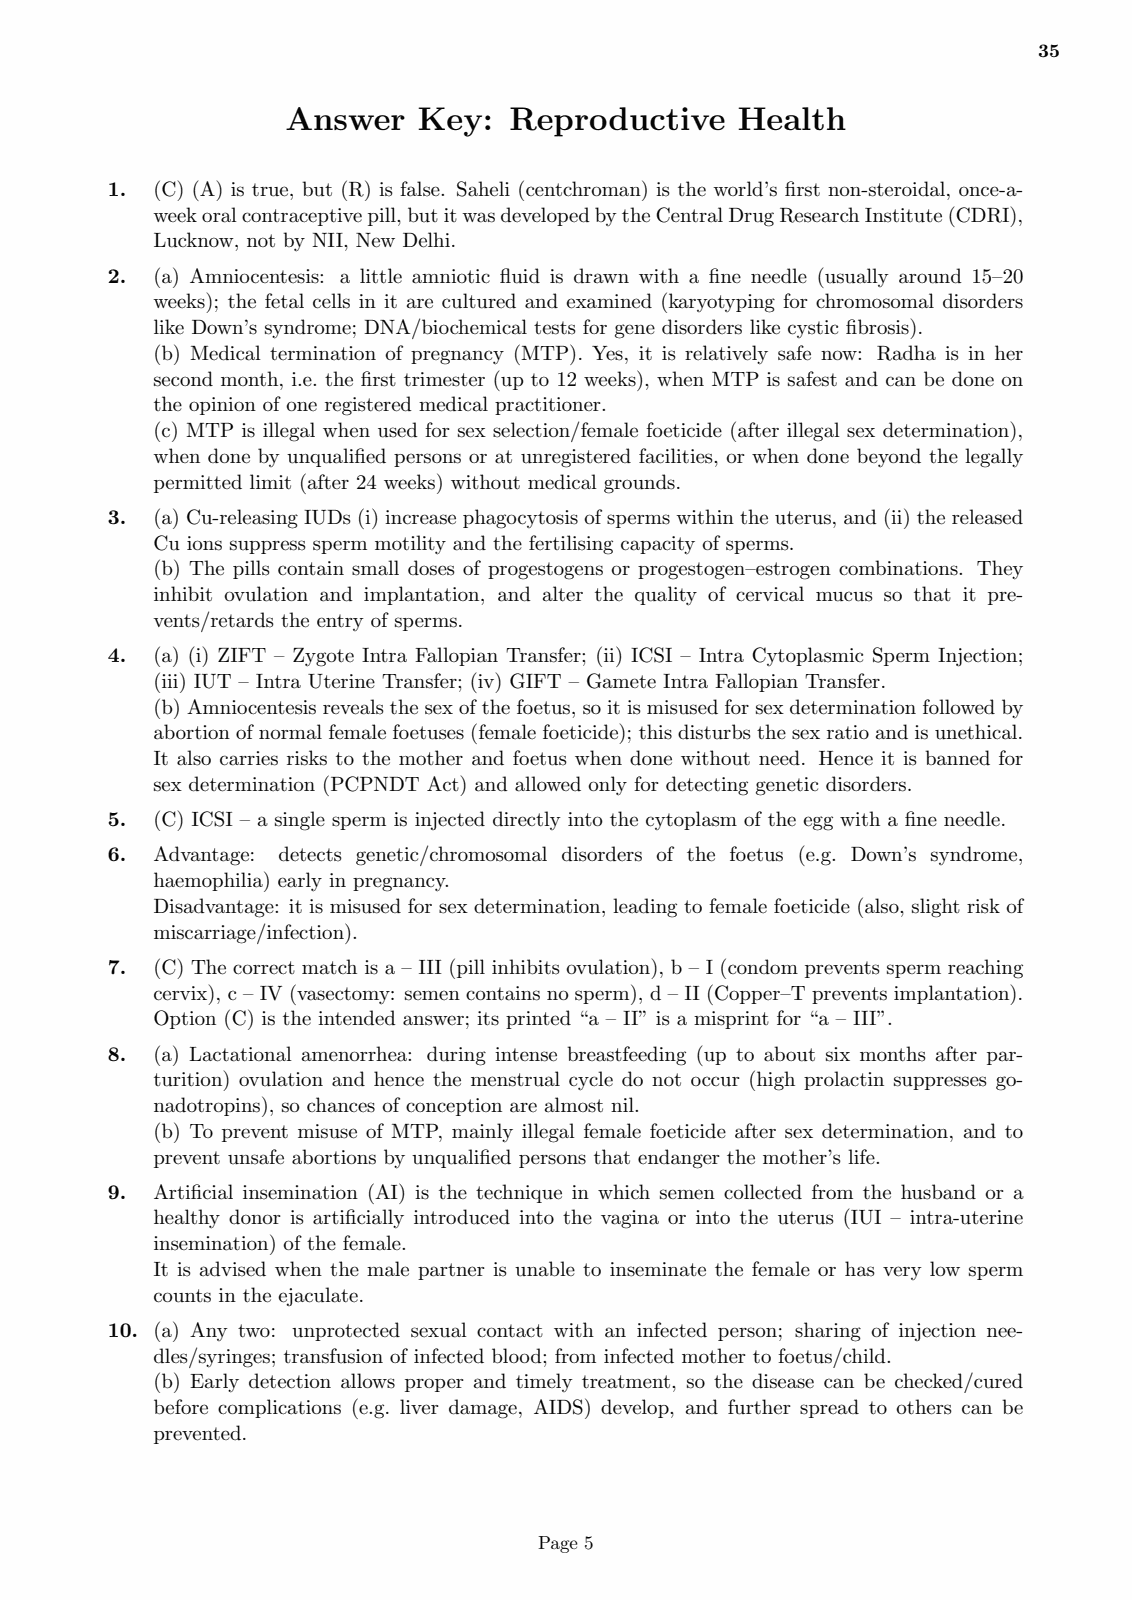 35
Answer Key: Reproductive Health
1. (C) (A) is true, but (R) is false. Saheli (centchroman) is the world's first non-steroidal, once-a-
week oral contraceptive pill, but it was developed by the Central Drug Research Institute (CDRI),
Lucknow, not by NII, New Delhi.
2. (a) Amniocentesis: a little amniotic fluid is drawn with a fine needle (usually around 15–20
weeks); the fetal cells in it are cultured and examined (karyotyping for chromosomal disorders
like Down's syndrome; DNA/biochemical tests for gene disorders like cystic fibrosis).
(b) Medical termination of pregnancy (MTP). Yes, it is relatively safe now: Radha is in her
second month, i.e. the first trimester (up to 12 weeks), when MTP is safest and can be done on
the opinion of one registered medical practitioner.
(c) MTP is illegal when used for sex selection/female foeticide (after illegal sex determination),
when done by unqualified persons or at unregistered facilities, or when done beyond the legally
permitted limit (after 24 weeks) without medical grounds.
3. (a) Cu-releasing IUDs (i) increase phagocytosis of sperms within the uterus, and (ii) the released
Cu ions suppress sperm motility and the fertilising capacity of sperms.
(b) The pills contain small doses of progestogens or progestogen–estrogen combinations. They
inhibit ovulation and implantation, and alter the quality of cervical mucus so that it pre-
vents/retards the entry of sperms.
4. (a) (i) ZIFT – Zygote Intra Fallopian Transfer; (ii) ICSI – Intra Cytoplasmic Sperm Injection;
(iii) IUT – Intra Uterine Transfer; (iv) GIFT – Gamete Intra Fallopian Transfer.
(b) Amniocentesis reveals the sex of the foetus, so it is misused for sex determination followed by
abortion of normal female foetuses (female foeticide); this disturbs the sex ratio and is unethical.
It also carries risks to the mother and foetus when done without need. Hence it is banned for
sex determination (PCPNDT Act) and allowed only for detecting genetic disorders.
5. (C) ICSI – a single sperm is injected directly into the cytoplasm of the egg with a fine needle.
6. Advantage: detects genetic/chromosomal disorders of the foetus (e.g. Down's syndrome,
haemophilia) early in pregnancy.
Disadvantage: it is misused for sex determination, leading to female foeticide (also, slight risk of
miscarriage/infection).
7. (C) The correct match is a – III (pill inhibits ovulation), b – I (condom prevents sperm reaching
cervix), c – IV (vasectomy: semen contains no sperm), d – II (Copper–T prevents implantation).
Option (C) is the intended answer; its printed “a – II” is a misprint for “a – III”.
8. (a) Lactational amenorrhea: during intense breastfeeding (up to about six months after par-
turition) ovulation and hence the menstrual cycle do not occur (high prolactin suppresses go-
nadotropins), so chances of conception are almost nil.
(b) To prevent misuse of MTP, mainly illegal female foeticide after sex determination, and to
prevent unsafe abortions by unqualified persons that endanger the mother's life.
9. Artificial insemination (AI) is the technique in which semen collected from the husband or a
healthy donor is artificially introduced into the vagina or into the uterus (IUI – intra-uterine
insemination) of the female.
It is advised when the male partner is unable to inseminate the female or has very low sperm
counts in the ejaculate.
10. (a) Any two: unprotected sexual contact with an infected person; sharing of injection nee-
dles/syringes; transfusion of infected blood; from infected mother to foetus/child.
(b) Early detection allows proper and timely treatment, so the disease can be checked/cured
before complications (e.g. liver damage, AIDS) develop, and further spread to others can be
prevented.
Page 5